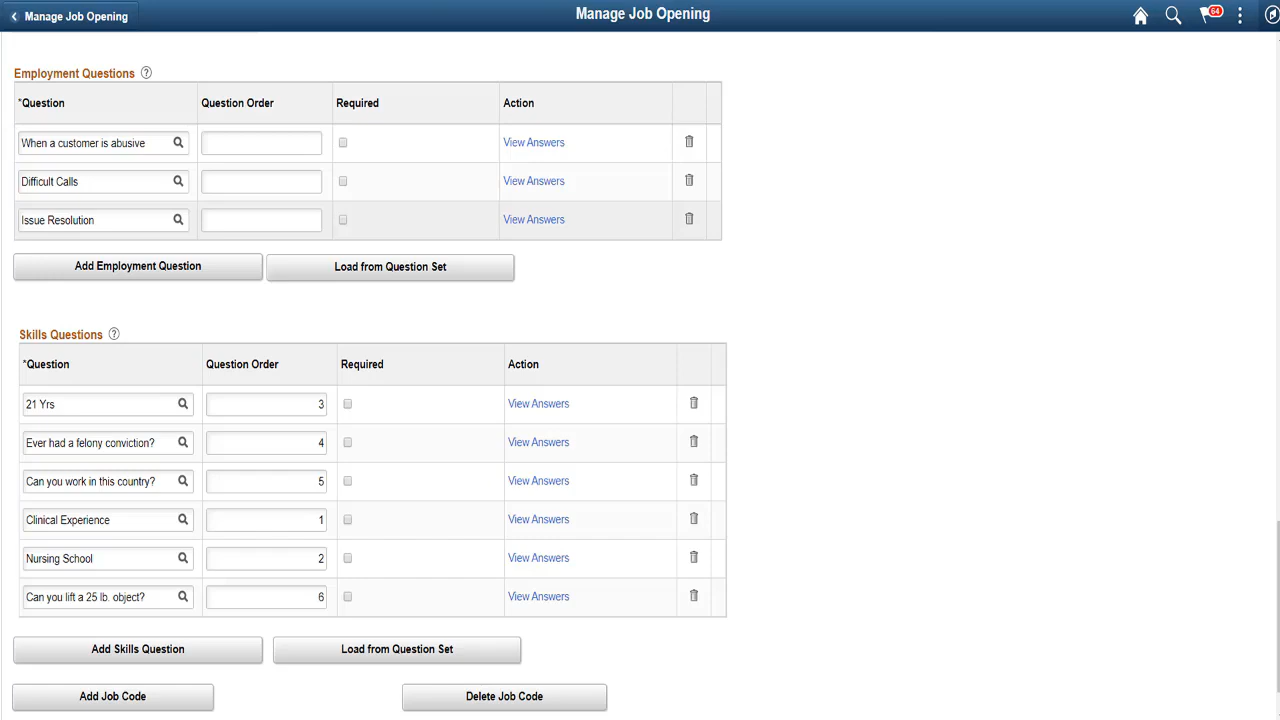 Manage Job Opening
Manage Job Opening
64
Employment Questions ?
*Question Question Order Required Action
When a customer is abusive View Answers
Difficult Calls View Answers
Issue Resolution View Answers
Add Employment Question Load from Question Set
Skills Questions ?
*Question Question Order Required Action
21 Yrs 3 View Answers
Ever had a felony conviction? 4 View Answers
Can you work in this country? 5 View Answers
Clinical Experience 1 View Answers
Nursing School 2 View Answers
Can you lift a 25 lb. object? 6 View Answers
Add Skills Question Load from Question Set
Add Job Code Delete Job Code